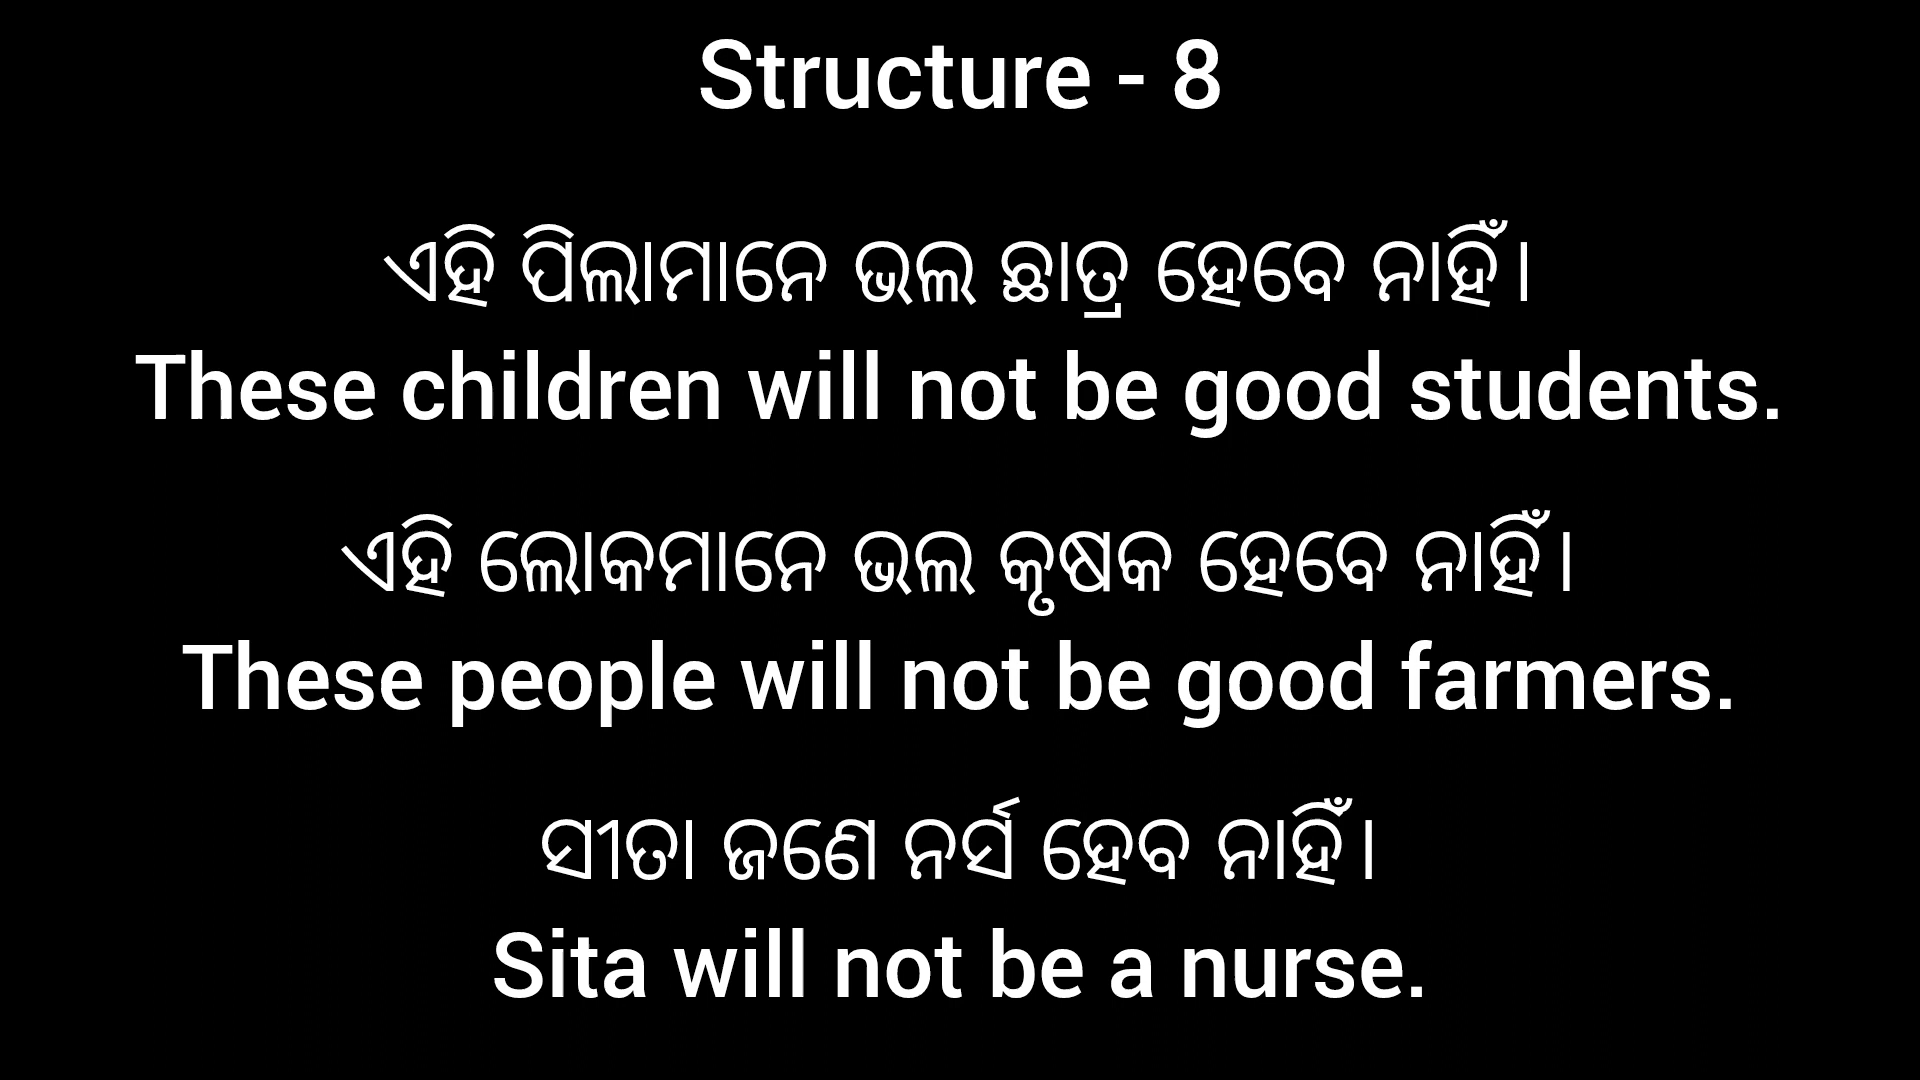 Structure - 8
ଏହି ପିଲାମାନେ ଭଲ ଛାତ୍ର ହେବେ ନାହିଁ।
These children will not be good students.
ଏହି ଲୋକମାନେ ଭଲ କୃଷକ ହେବେ ନାହିଁ।
These people will not be good farmers.
ସୀତା ଜଣେ ନର୍ସ ହେବ ନାହିଁ।
Sita will not be a nurse.